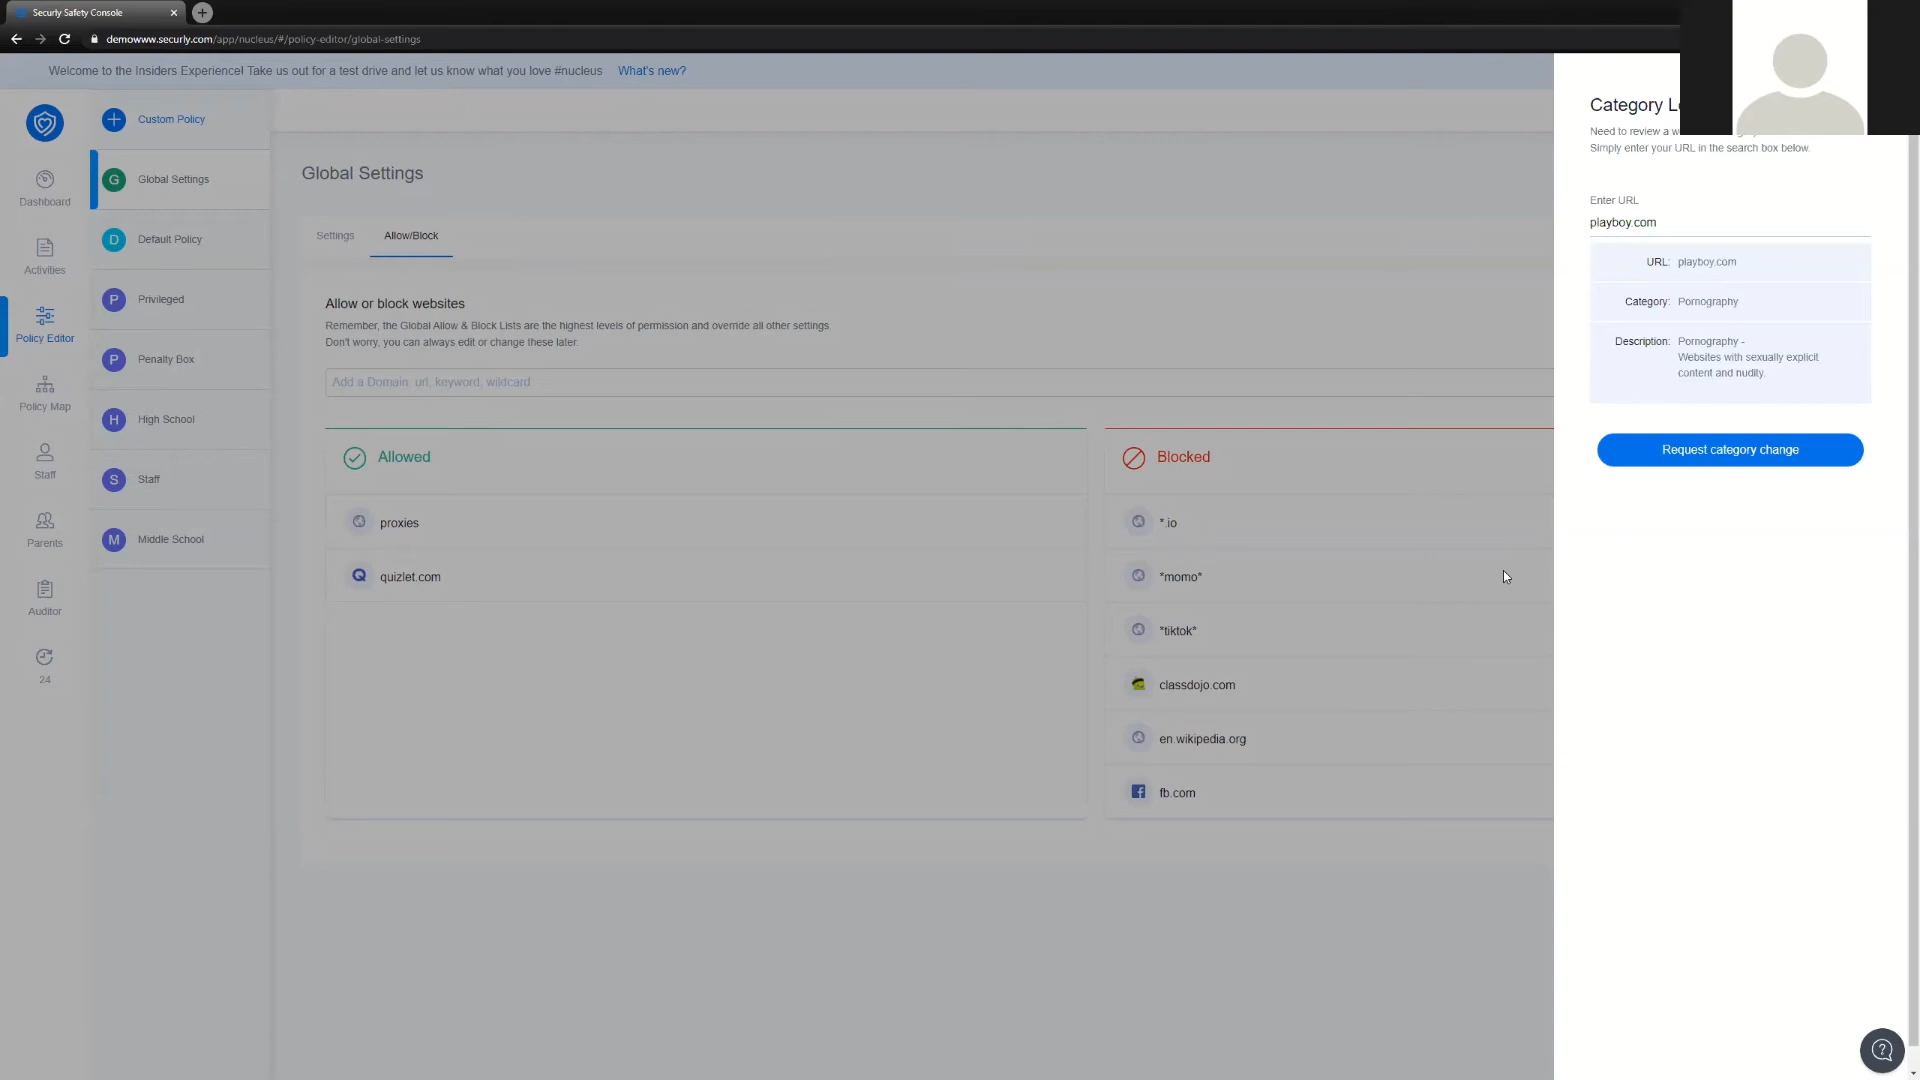 Securly Safety Console
demowww.securly.com/app/nucleus/#/policy-editor/global-settings
Welcome to the Insiders Experience! Take us out for a test drive and let us know what you love #nucleus What's new?
Dashboard
Activities
Policy Editor
Policy Map
Staff
Parents
Auditor
24
Custom Policy
G Global Settings
D Default Policy
P Privileged
P Penalty Box
H High School
S Staff
M Middle School
Global Settings
Settings Allow/Block
Allow or block websites
Remember, the Global Allow & Block Lists are the highest levels of permission and override all other settings.
Don't worry, you can always edit or change these later.
Add a Domain, url, keyword, wildcard
Allowed
proxies
quizlet.com
Blocked
*.io
*momo*
*tiktok*
classdojo.com
en.wikipedia.org
fb.com
Category
Need to review a
Simply enter your URL in the search box below.
Enter URL
playboy.com
URL: playboy.com
Category: Pornography
Description: Pornography -
Websites with sexually explicit
content and nudity.
Request category change